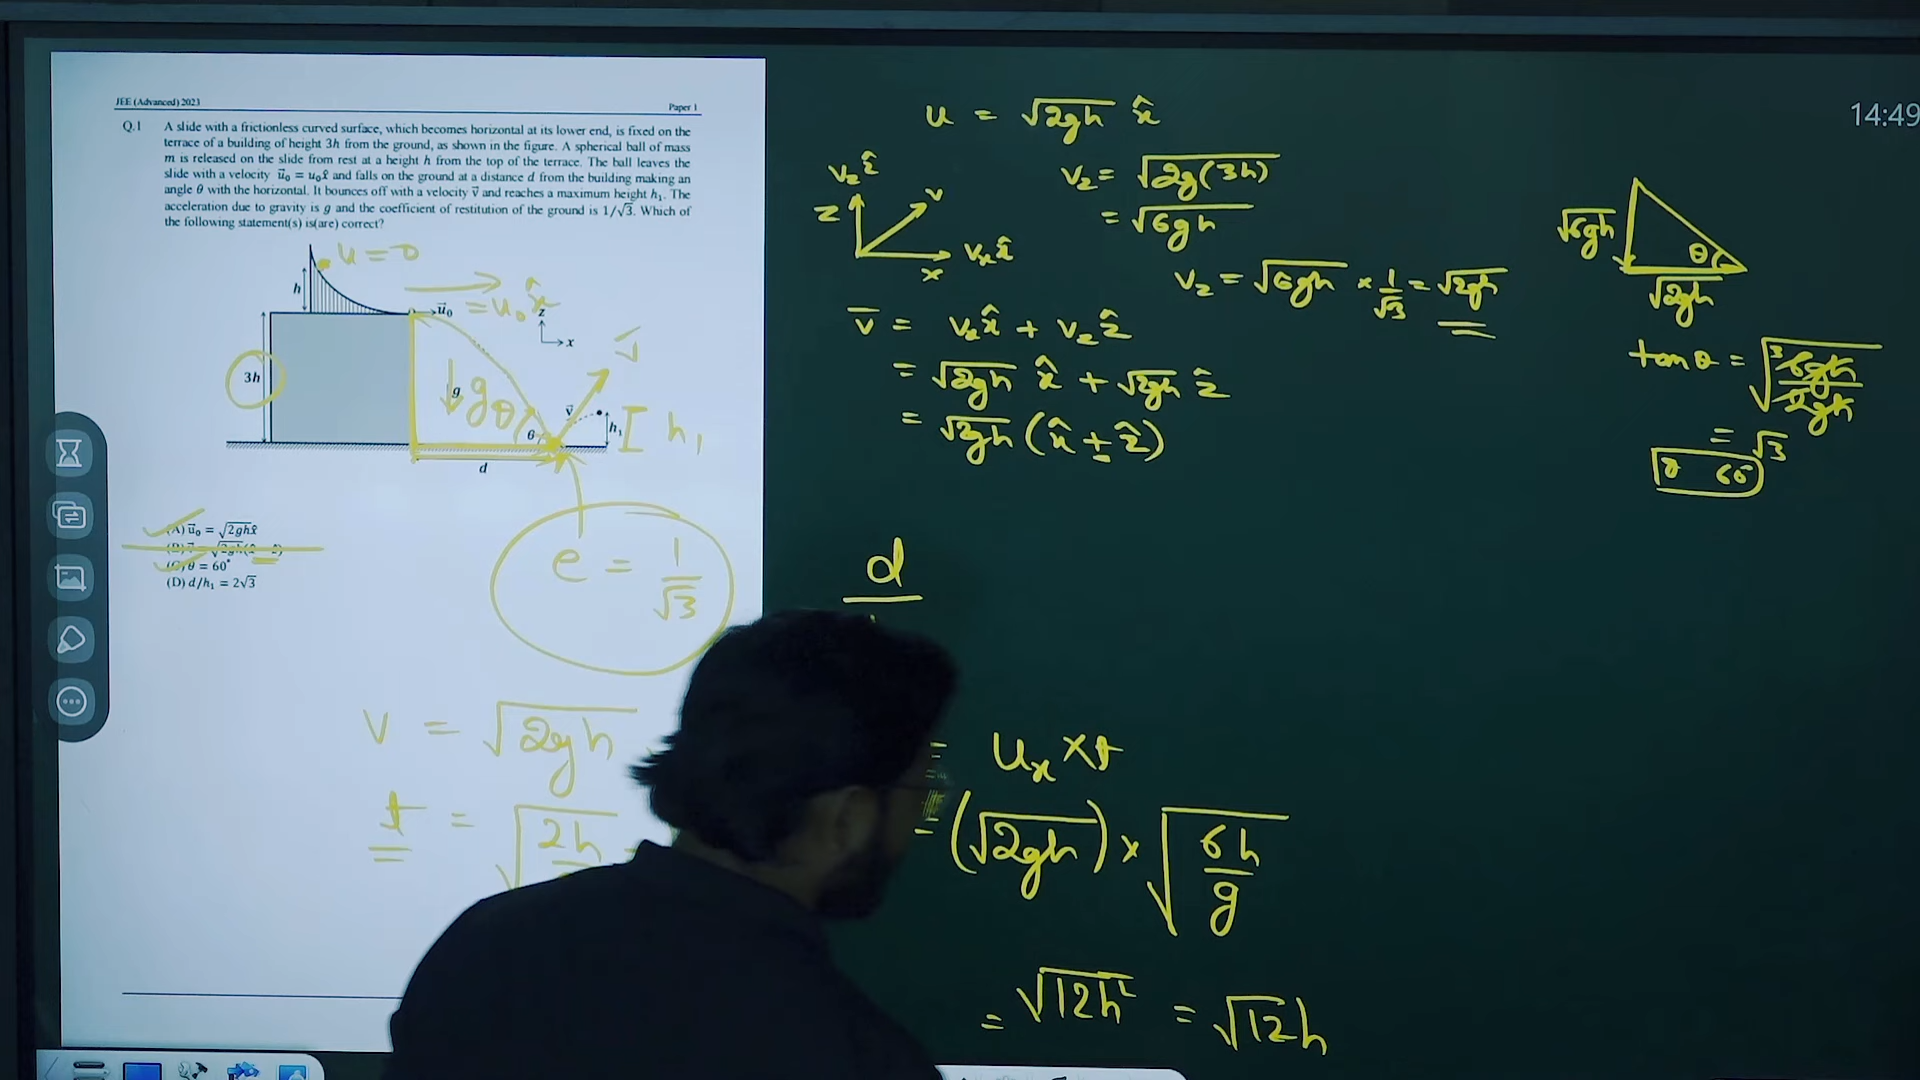 JEE (Advanced) 2023
Paper 1
Q.1 A slide with a frictionless curved surface, which becomes horizontal at its lower end, is fixed on the
terrace of a building of height 3h from the ground, as shown in the figure. A spherical ball of mass
m is released on the slide from rest at a height h from the top of the terrace. The ball leaves the
slide with a velocity u⃗₀ = u₀x̂ and falls on the ground at a distance d from the building making an
angle θ with the horizontal. It bounces off with a velocity v⃗ and reaches a maximum height h₁. The
acceleration due to gravity is g and the coefficient of restitution of the ground is 1/√3. Which of
the following statement(s) is(are) correct?
u = 0
h
u⃗₀
= u₀ x̂
z
x
3h
g
g
θ
θ
v⃗
h₁
h₁
d
(A) u⃗₀ = √2gh x̂
(C) θ = 60°
(D) d/h₁ = 2√3
e = 1/√3
v = √2gh
t = √2h
14:49
u = √2gh x̂
v_z ẑ
v
z
v_x x̂
x
v_z = √2g(3h)
= √6gh
v_z = √6gh × 1/√3 = √2gh
v̄ = v_x x̂ + v_z ẑ
= √2gh x̂ + √2gh ẑ
= √2gh (x̂ + ẑ)
√6gh
θ
√2gh
tan θ = √6gh/2gh
3
= √3
60°
d
= u_x × t
= (√2gh) × √6h/g
= √12h² = √12 h